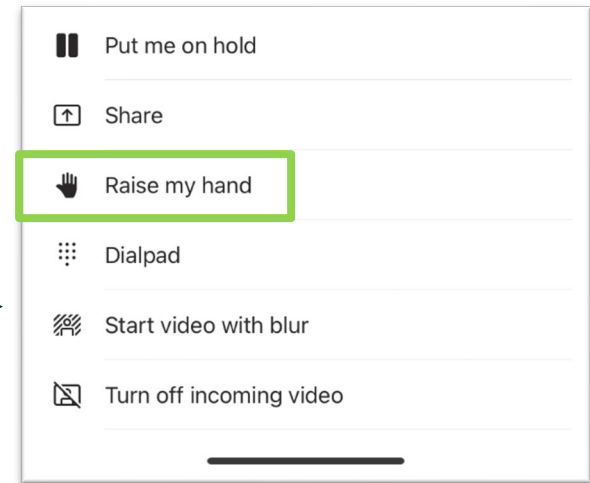 Put me on hold
Share
Raise my hand
Dialpad
Start video with blur
Turn off incoming video